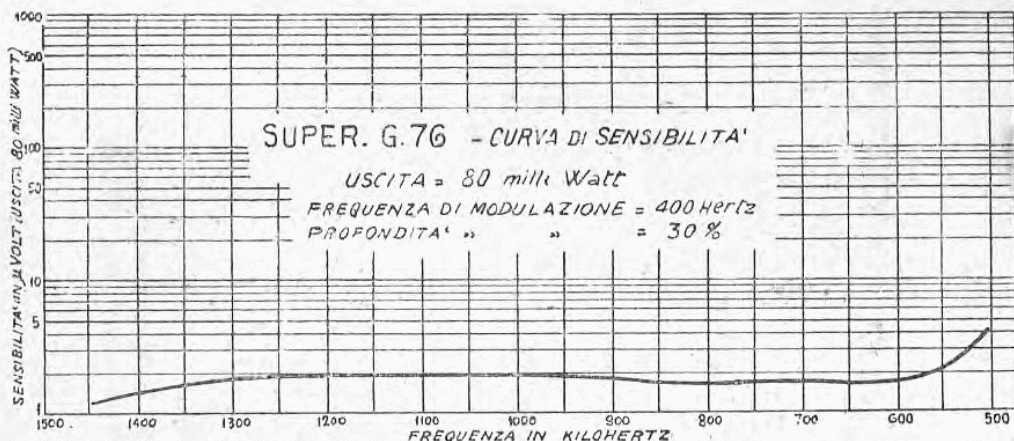 SENSIBILITA' IN µ VOLT (USCITA 80 milli WATT)
1000
500
100
50
10
5
1
SUPER. G.76 - CURVA DI SENSIBILITA'
USCITA = 80 milli Watt
FREQUENZA DI MODULAZIONE = 400 Hertz
PROFONDITA' " " = 30 %
1500 1400 1300 1200 1100 1000 900 800 700 600 500
FREQUENZA IN KILOHERTZ